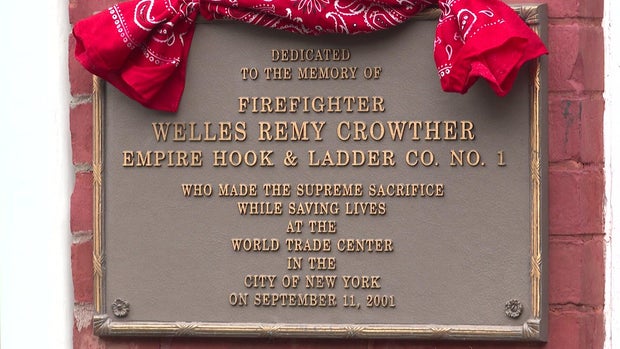 DEDICATED
TO THE MEMORY OF
FIREFIGHTER
WELLES REMY CROWTHER
EMPIRE HOOK & LADDER CO. NO. 1
WHO MADE THE SUPREME SACRIFICE
WHILE SAVING LIVES
AT THE
WORLD TRADE CENTER
IN THE
CITY OF NEW YORK
ON SEPTEMBER 11, 2001